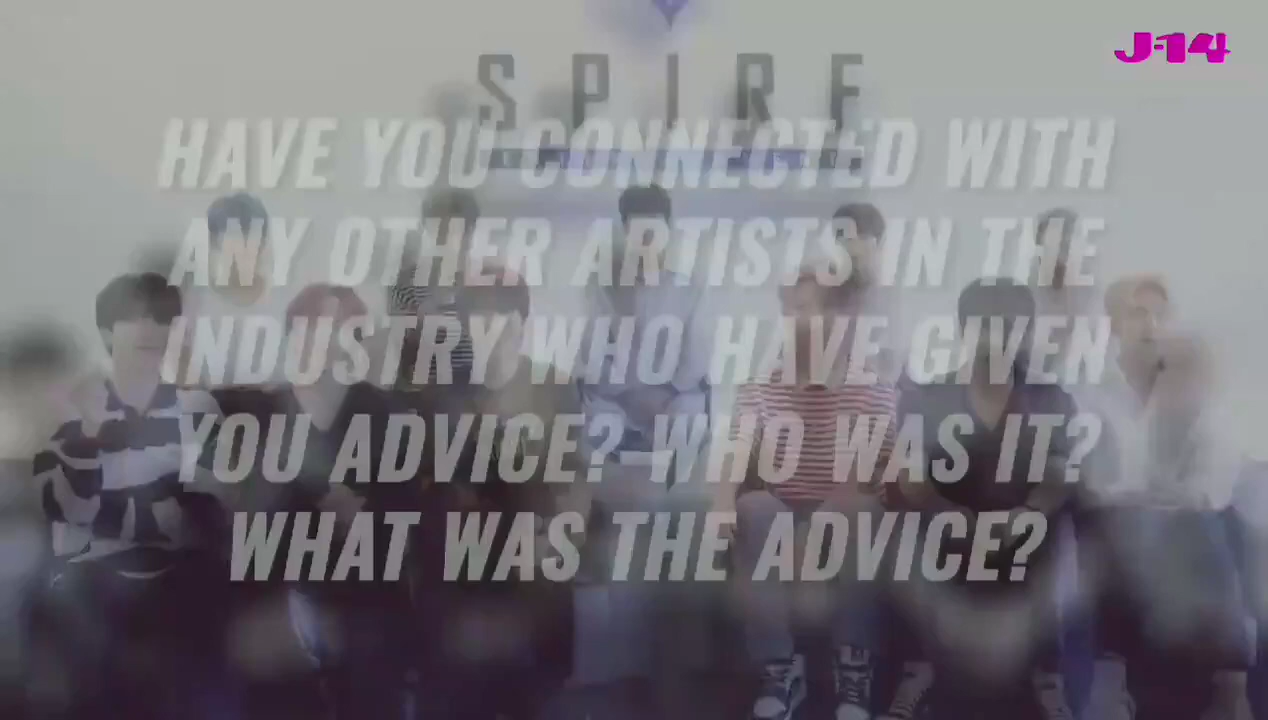 J-14
SPIRE
HAVE YOU CONNECTED WITH
ANY OTHER ARTISTS IN THE
INDUSTRY WHO HAVE GIVEN
YOU ADVICE? WHO WAS IT?
WHAT WAS THE ADVICE?